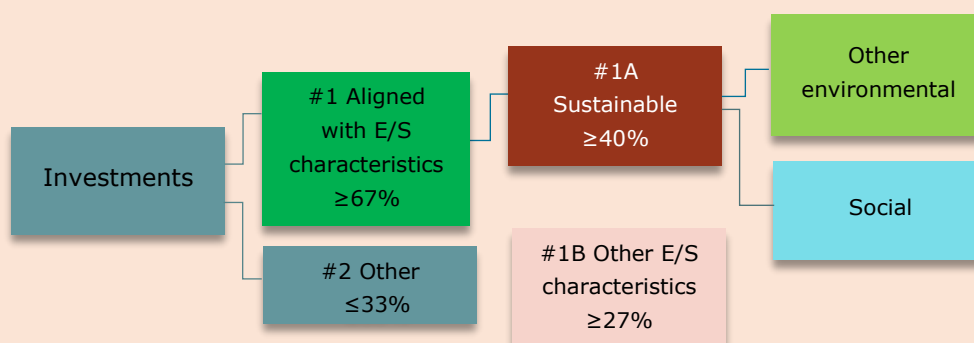 Investments
#1 Aligned
with E/S
characteristics
≥67%
#2 Other
≤33%
#1A
Sustainable
≥40%
#1B Other E/S
characteristics
≥27%
Other
environmental
Social